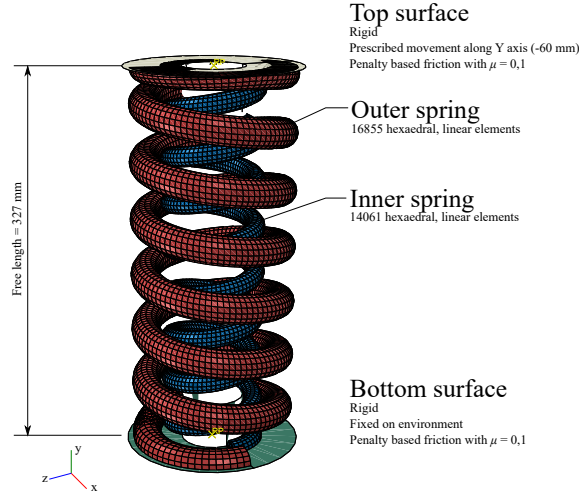 Top surface
Rigid
Prescribed movement along Y axis (-60 mm)
Penalty based friction with μ = 0,1
Outer spring
16855 hexaedral, linear elements
Inner spring
14061 hexaedral, linear elements
Free length = 327 mm
Bottom surface
Rigid
Fixed on environment
Penalty based friction with μ = 0,1
y
z
x